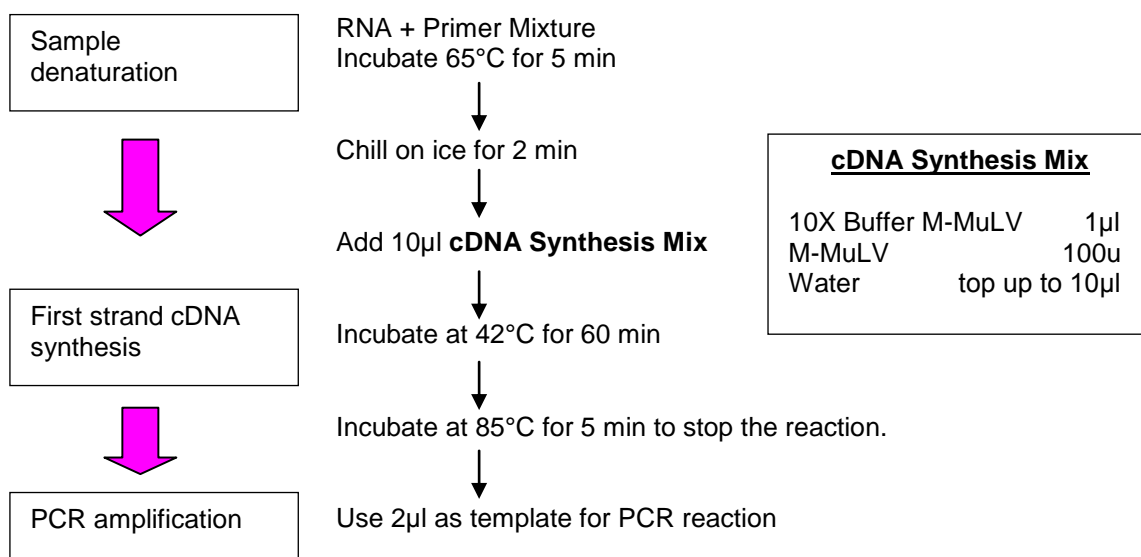 Sample
denaturation
RNA + Primer Mixture
Incubate 65°C for 5 min
Chill on ice for 2 min
Add 10µl cDNA Synthesis Mix
cDNA Synthesis Mix
10X Buffer M-MuLV 1µl
M-MuLV 100u
Water top up to 10µl
First strand cDNA
synthesis
Incubate at 42°C for 60 min
Incubate at 85°C for 5 min to stop the reaction.
PCR amplification
Use 2µl as template for PCR reaction